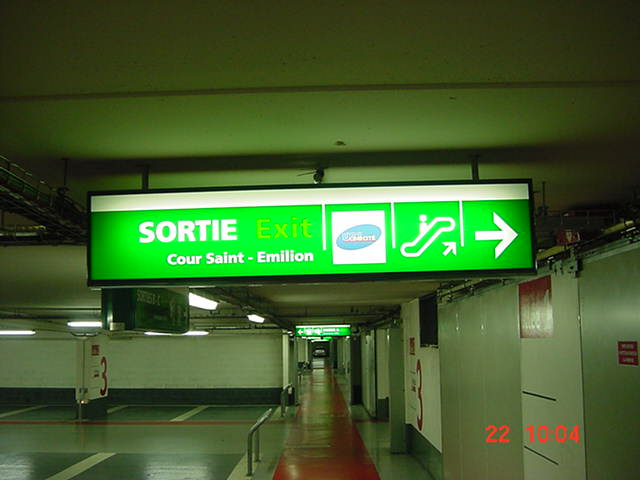 SORTIE Exit
Cour Saint - Emilion
3
3
22 10:04